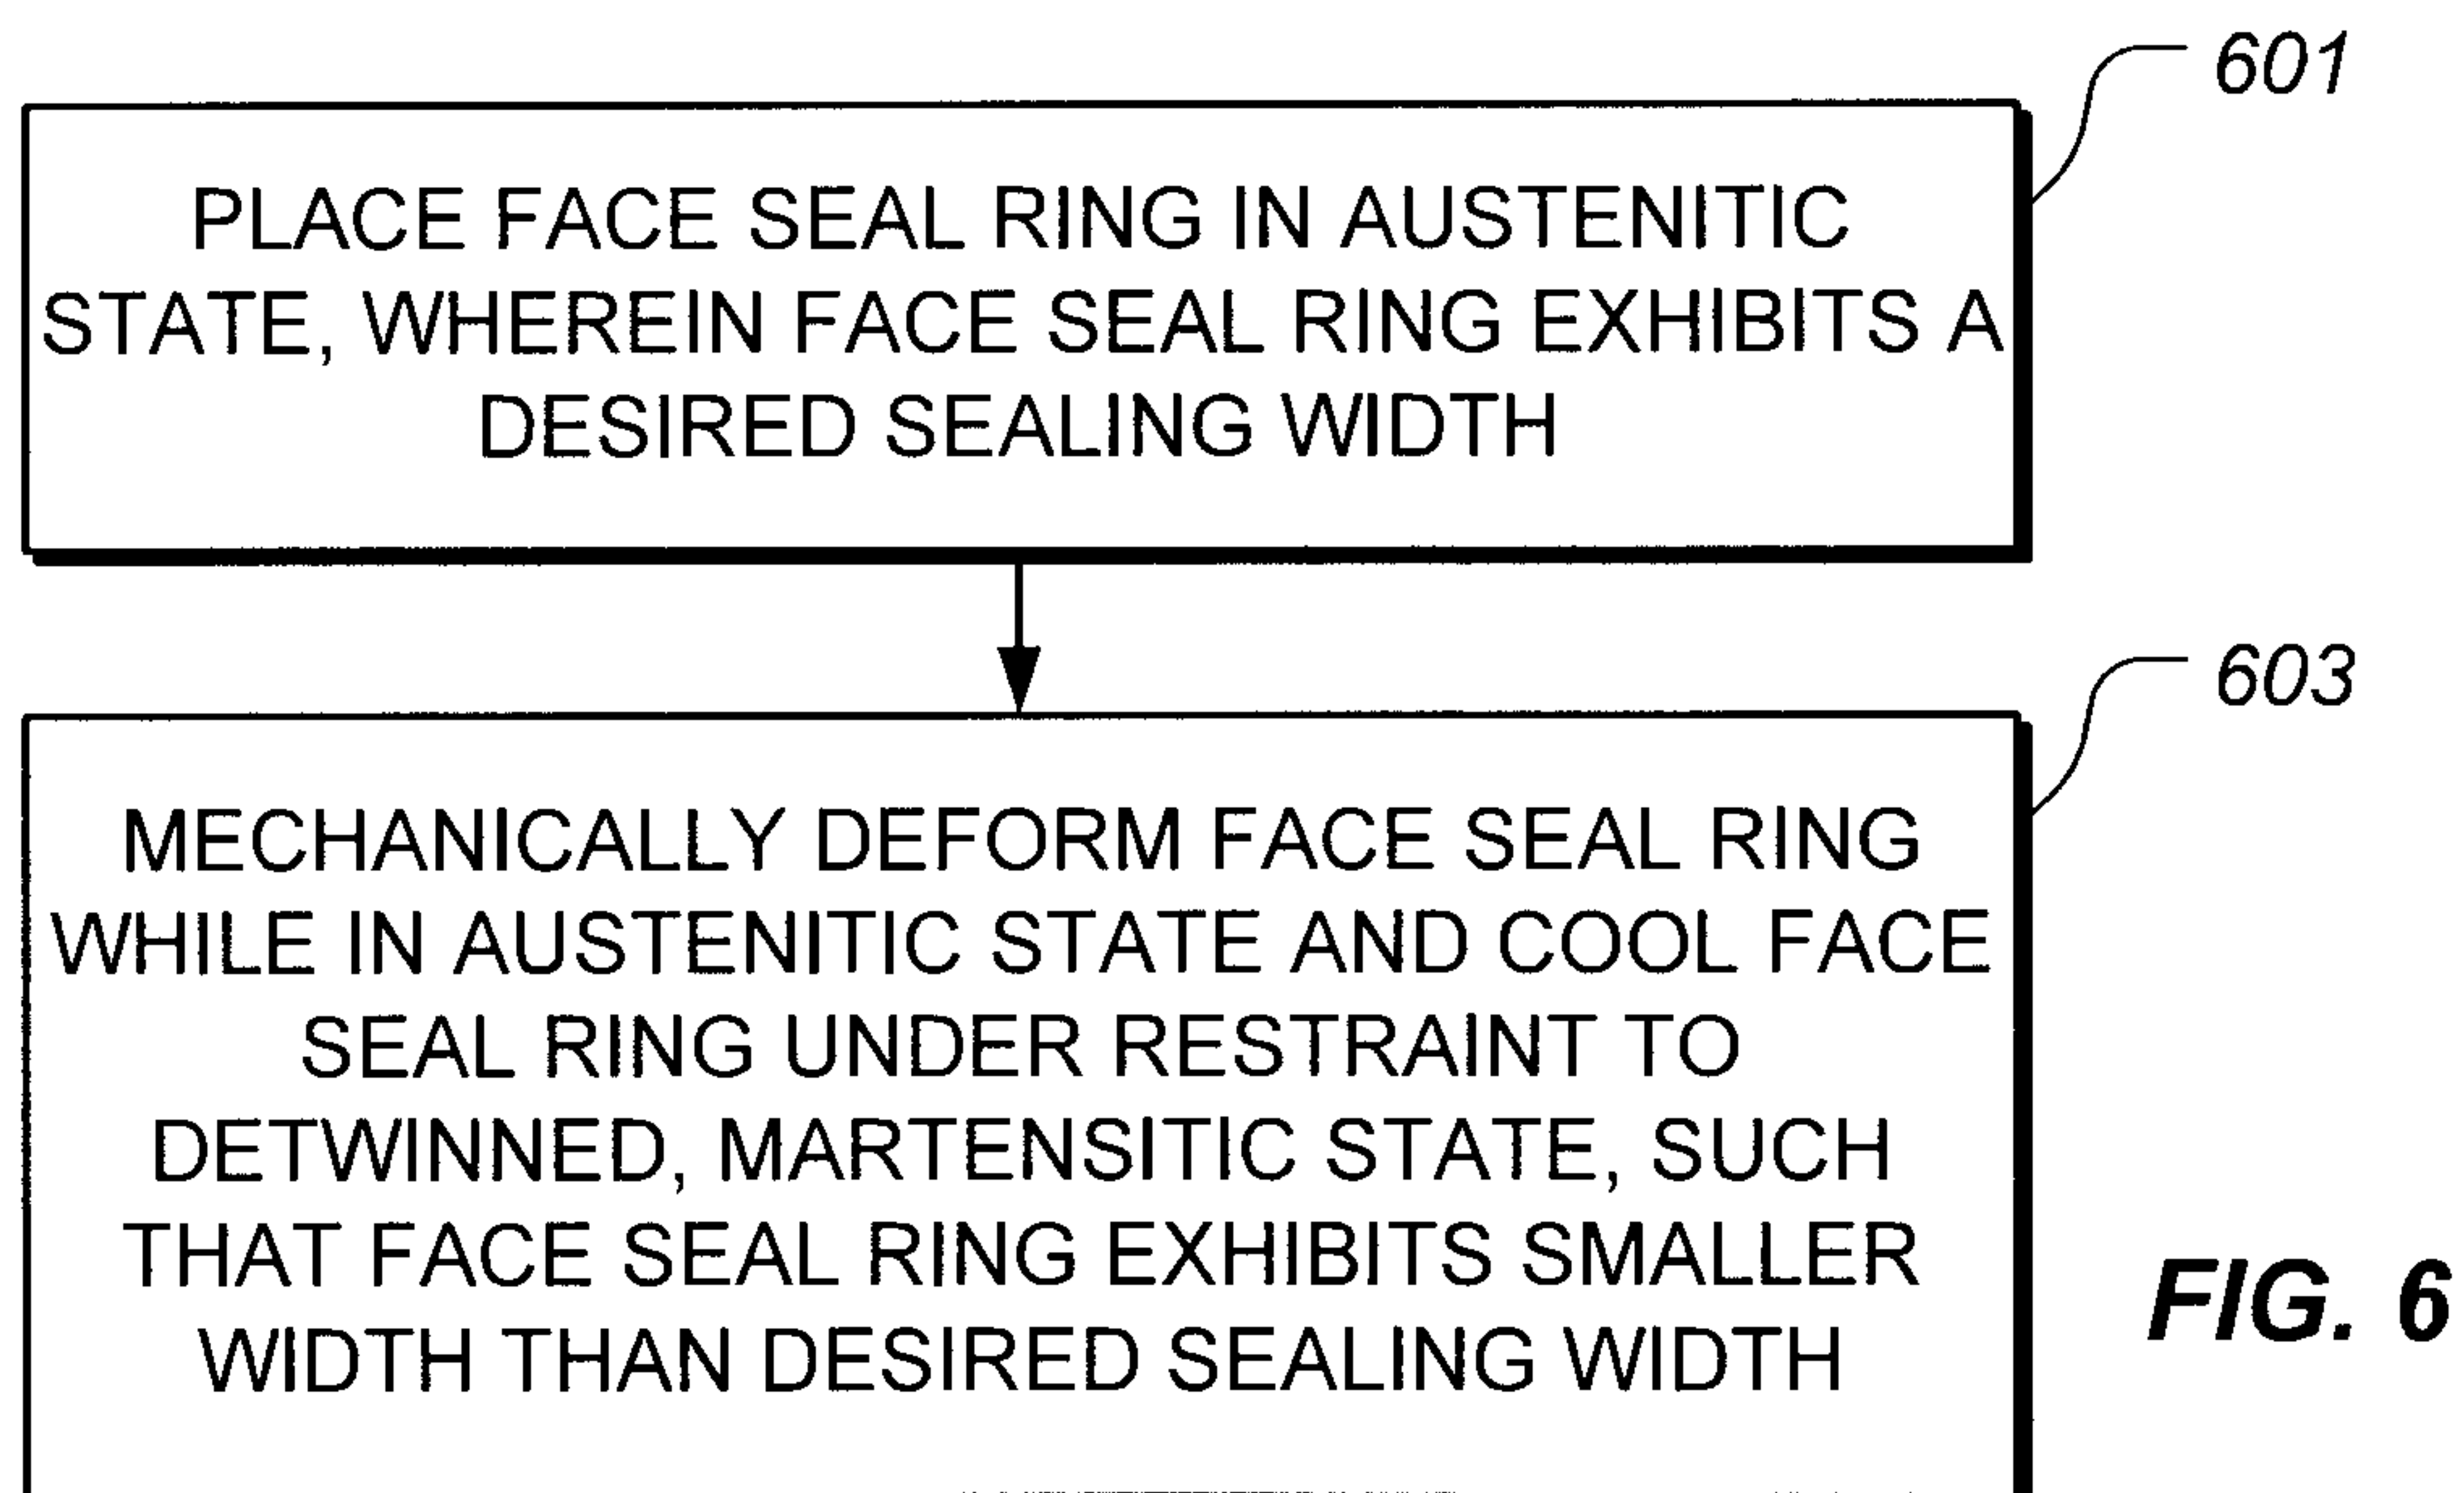 601
PLACE FACE SEAL RING IN AUSTENITIC
STATE, WHEREIN FACE SEAL RING EXHIBITS A
DESIRED SEALING WIDTH
603
MECHANICALLY DEFORM FACE SEAL RING
WHILE IN AUSTENITIC STATE AND COOL FACE
SEAL RING UNDER RESTRAINT TO
DETWINNED, MARTENSITIC STATE, SUCH
THAT FACE SEAL RING EXHIBITS SMALLER
WIDTH THAN DESIRED SEALING WIDTH
FIG. 6